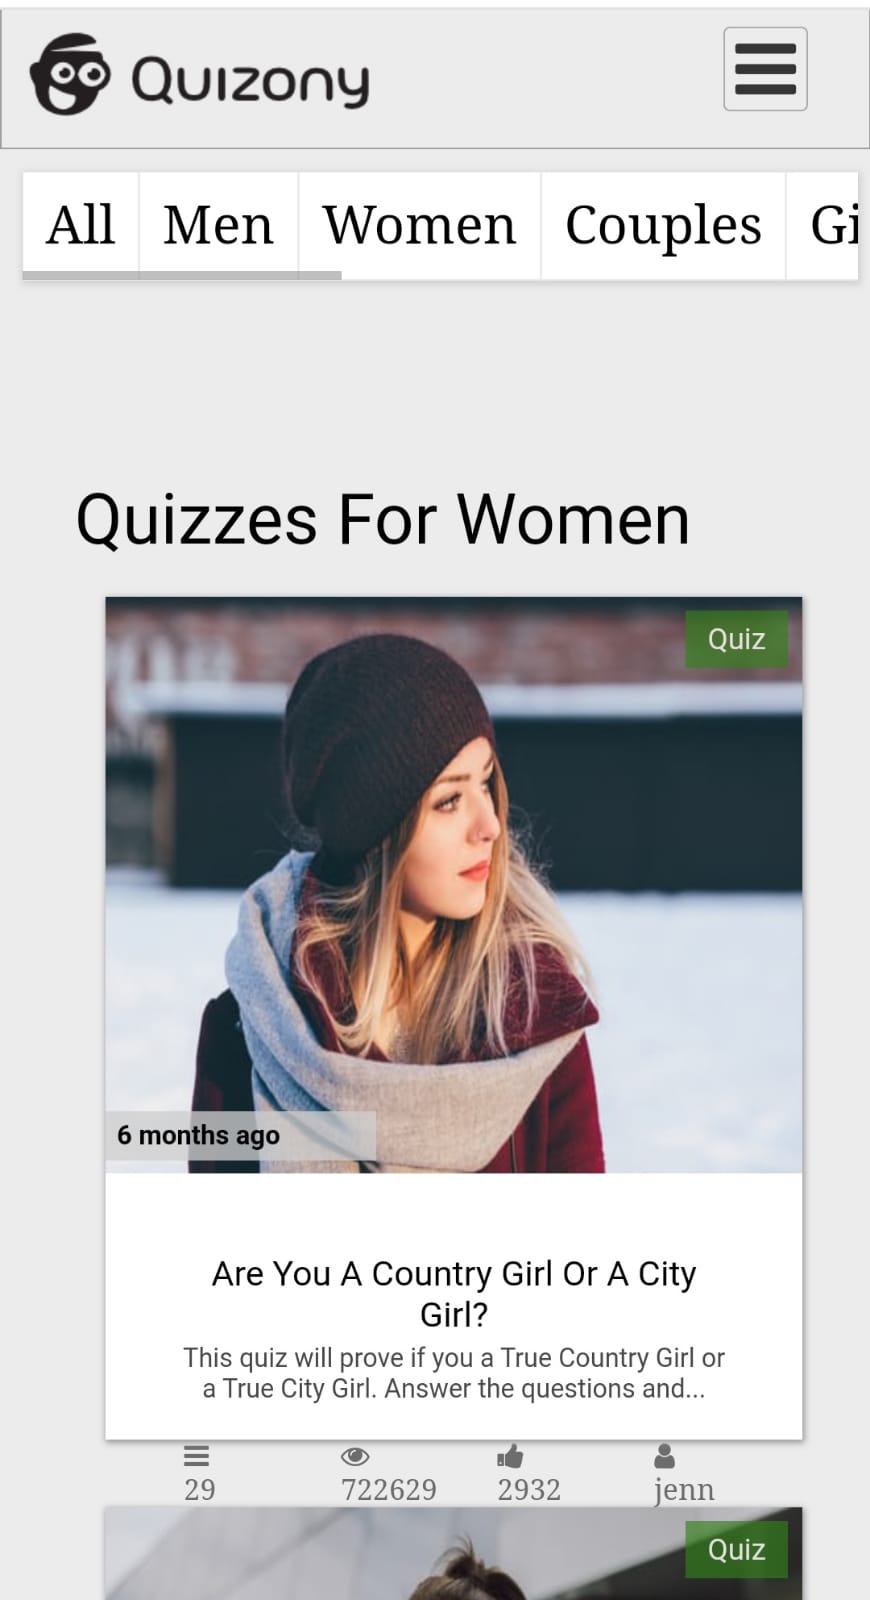 Quizony
All Men Women Couples Gi
Quizzes For Women
Quiz
6 months ago
Are You A Country Girl Or A City
Girl?
This quiz will prove if you a True Country Girl or
a True City Girl. Answer the questions and...
29 722629 2932 jenn
Quiz